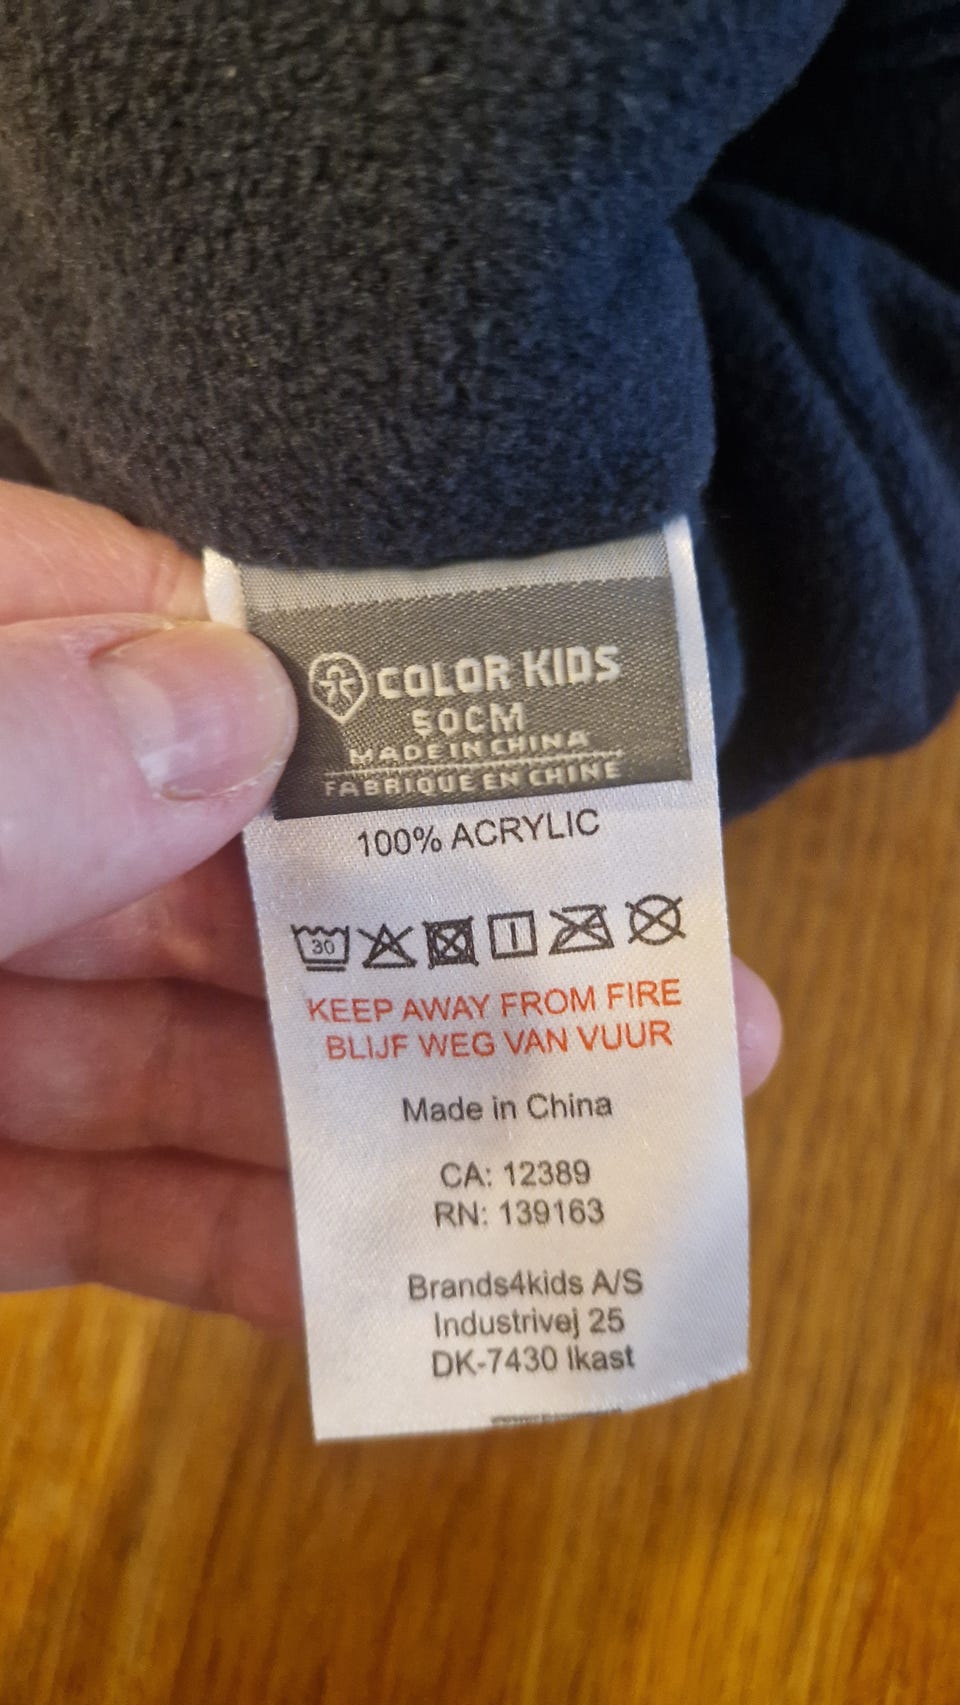 COLOR KIDS
50CM
MADE IN CHINA
FABRIQUE EN CHINE
100% ACRYLIC
30
KEEP AWAY FROM FIRE
BLIJF WEG VAN VUUR
Made in China
CA: 12389
RN: 139163
Brands4kids A/S
Industrivej 25
DK-7430 Ikast